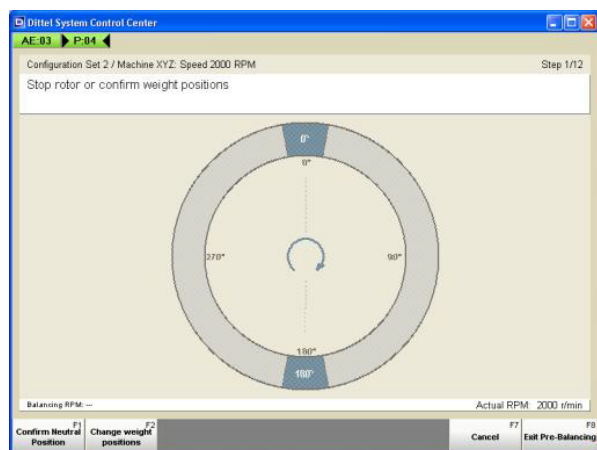 Dittel System Control Center
AE:03 P:04
Configuration Set 2 / Machine XYZ: Speed 2000 RPM Step 1/12
Stop rotor or confirm weight positions
0°
0°
270° 90°
180°
180°
Balancing RPM: --- Actual RPM: 2000 r/min
F1 F2 F7 F8
Confirm Neutral Change weight
Position positions Cancel Exit Pre-Balancing